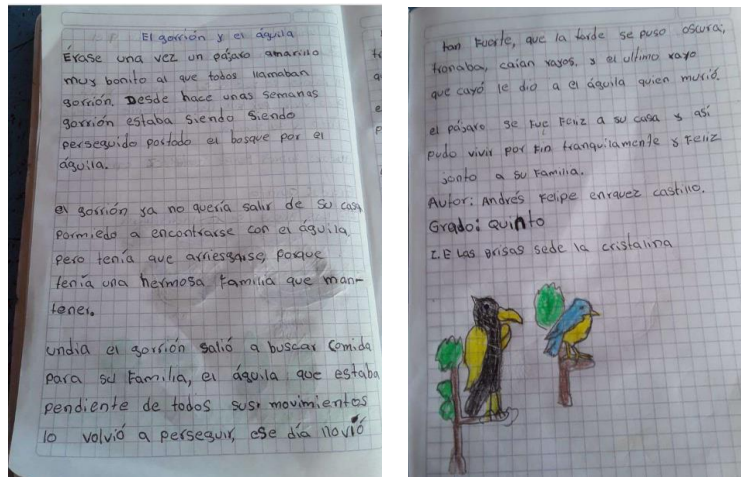 El gorrión y el águila
Érase una vez un pájaro amarillo
muy bonito al que todos llamaban
gorrión. Desde hace unas semanas
gorrión estaba siendo siendo
perseguido portodo el bosque por el
águila.
el gorrión ya no quería salir de su casa
pormiedo a encontrarse con el águila,
pero tenía que arriesgarse, porque
tenía una hermosa familia que man-
tener.
undia el gorrión salió a buscar comida
para su familia, el águila que estaba
pendiente de todos sus movimientos
lo volvió a perseguir, ese día llovió
tan fuerte, que la tarde se puso oscura,
tronaba, caían rayos, y el ultimo rayo
que cayó le dio a el águila quien murió.
el pájaro se fue feliz a su casa y así
pudo vivir por fin tranquilamente y feliz
junto a su familia.
Autor: Andrés Felipe enrquez castillo.
Grado: Quinto
I.E Las Brisas sede la cristalina